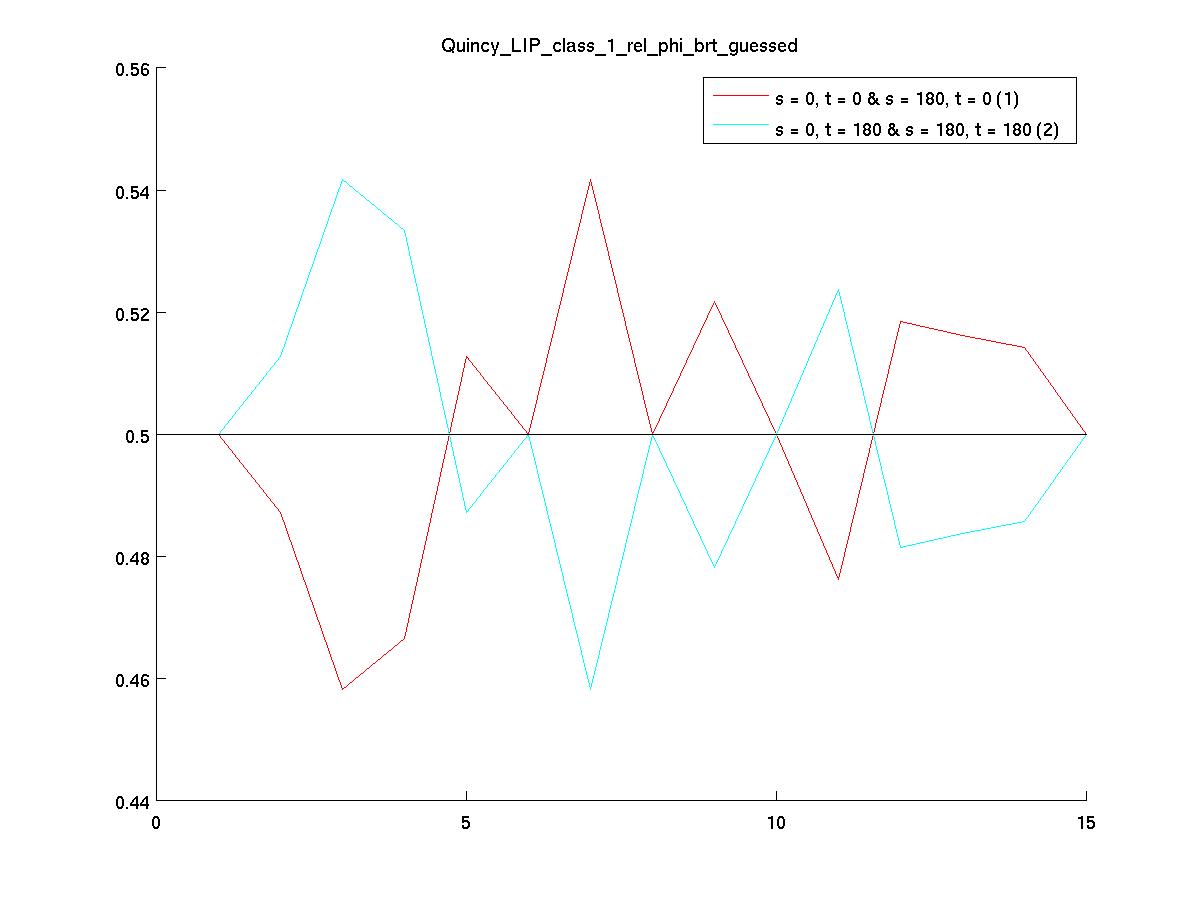 Quincy_LIP_class_1_rel_phi_brt_guessed
0.56
s = 0, t = 0 & s = 180, t = 0 (1)
s = 0, t = 180 & s = 180, t = 180 (2)
0.54
0.52
0.5
0.48
0.46
0.44
0 5 10 15